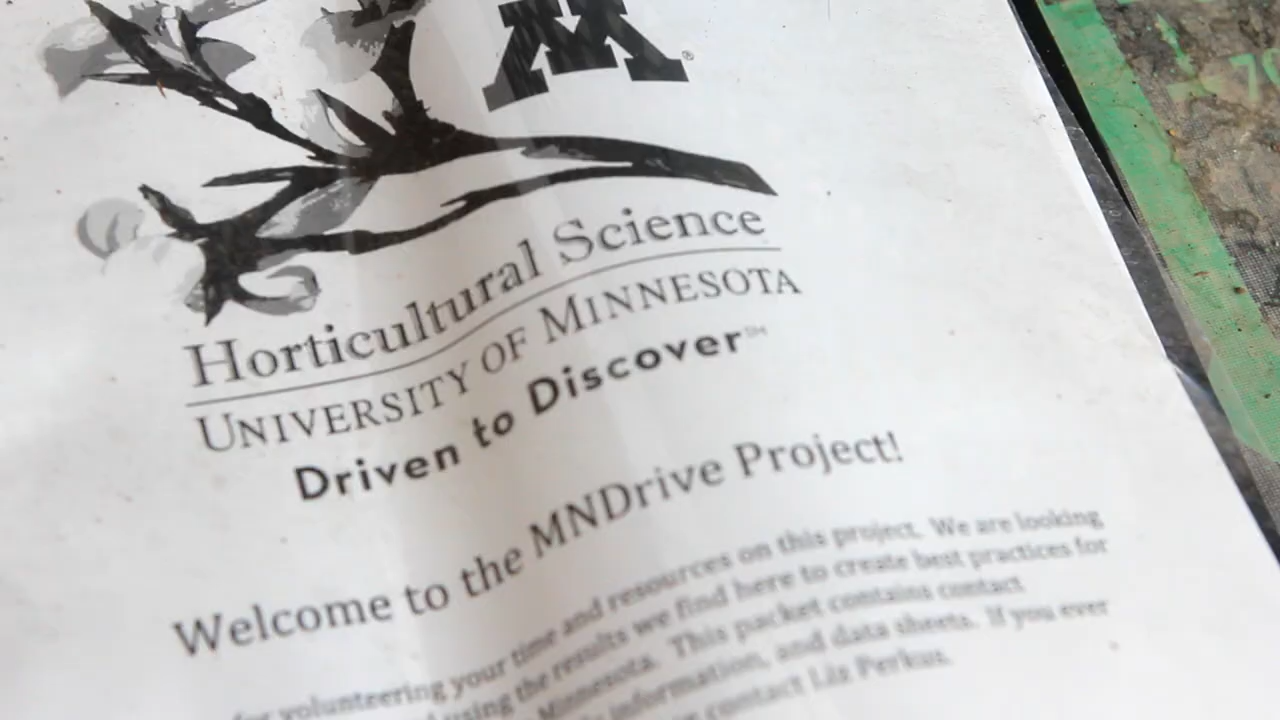 M®
Horticultural Science
UNIVERSITY OF MINNESOTA
Driven to Discover℠
Welcome to the MNDrive Project!
for volunteering your time and resources on this project. We are looking
using the results we find here to create best practices for
Minnesota. This packet contains contact
information, and data sheets. If you ever
contact Liz Perkus.